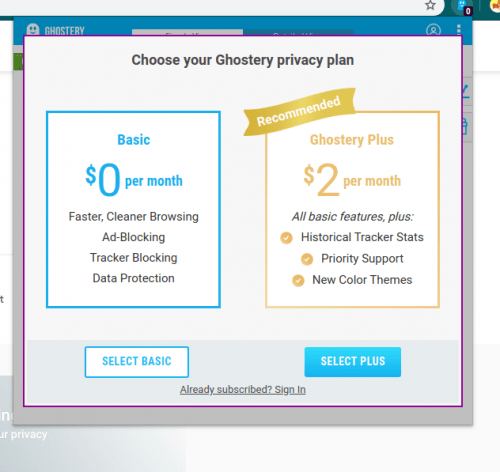 0
GHOSTERY
Choose your Ghostery privacy plan
Recommended
Basic
$0 per month
Faster, Cleaner Browsing
Ad-Blocking
Tracker Blocking
Data Protection
Ghostery Plus
$2 per month
All basic features, plus:
Historical Tracker Stats
Priority Support
New Color Themes
SELECT BASIC
SELECT PLUS
Already subscribed? Sign In
privacy